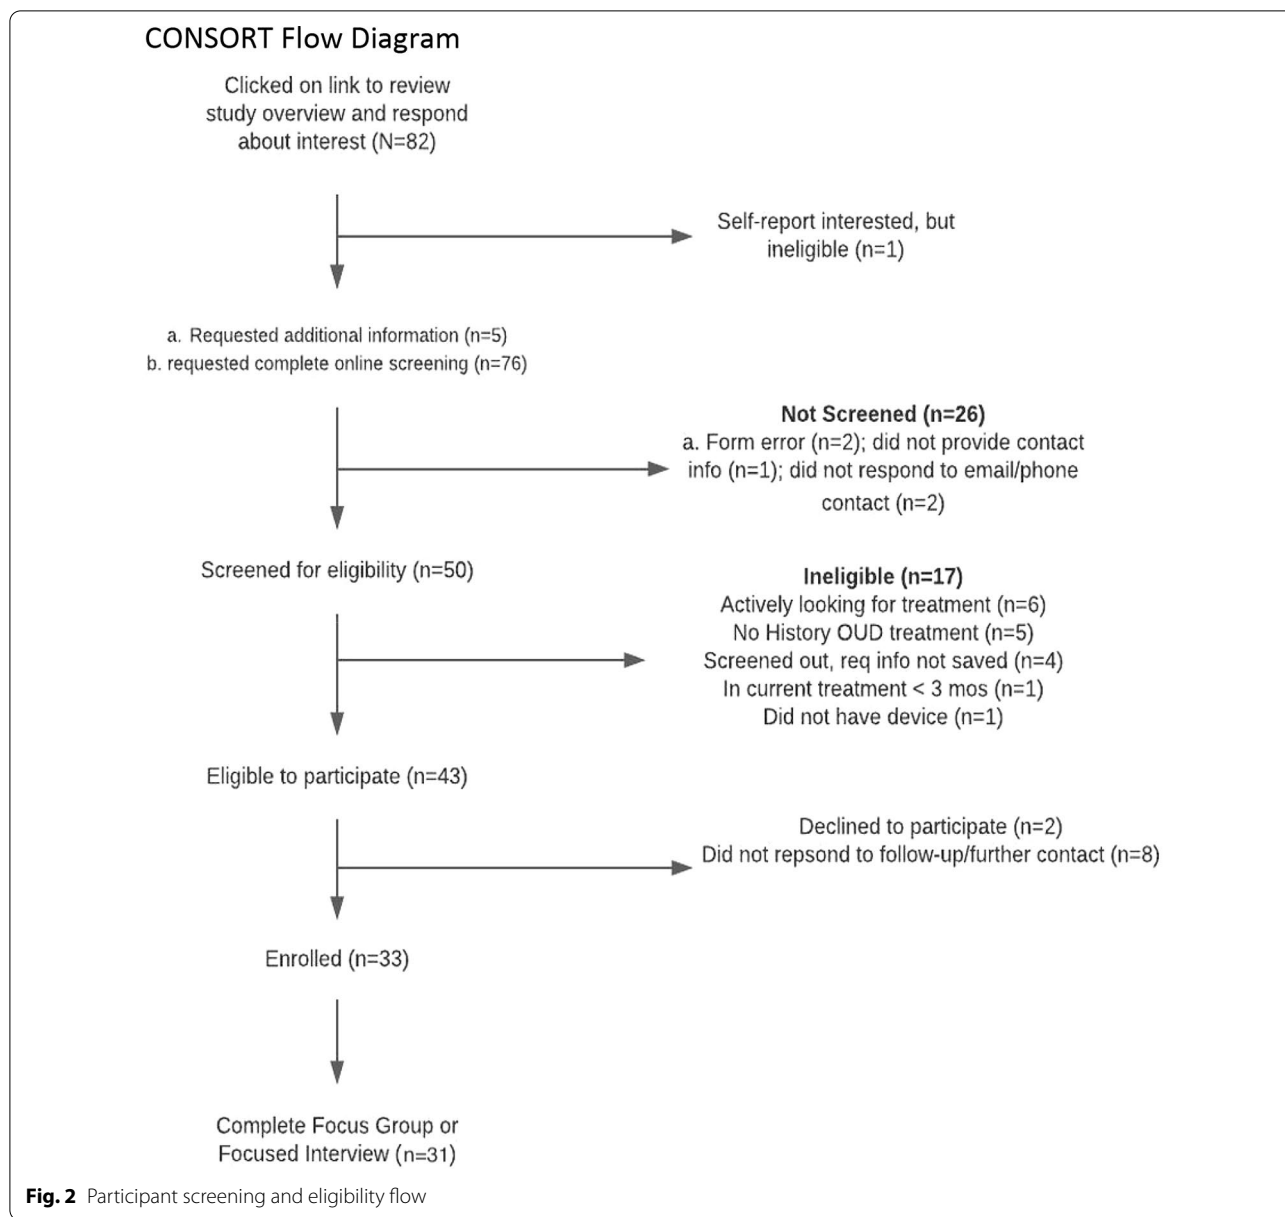 CONSORT Flow Diagram
Clicked on link to review
study overview and respond
about interest (N=82)
Self-report interested, but
ineligible (n=1)
a. Requested additional information (n=5)
b. requested complete online screening (n=76)
Not Screened (n=26)
a. Form error (n=2); did not provide contact
info (n=1); did not respond to email/phone
contact (n=2)
Screened for eligibility (n=50)
Ineligible (n=17)
Actively looking for treatment (n=6)
No History OUD treatment (n=5)
Screened out, req info not saved (n=4)
In current treatment < 3 mos (n=1)
Did not have device (n=1)
Eligible to participate (n=43)
Declined to participate (n=2)
Did not repsond to follow-up/further contact (n=8)
Enrolled (n=33)
Complete Focus Group or
Focused Interview (n=31)
Fig. 2 Participant screening and eligibility flow